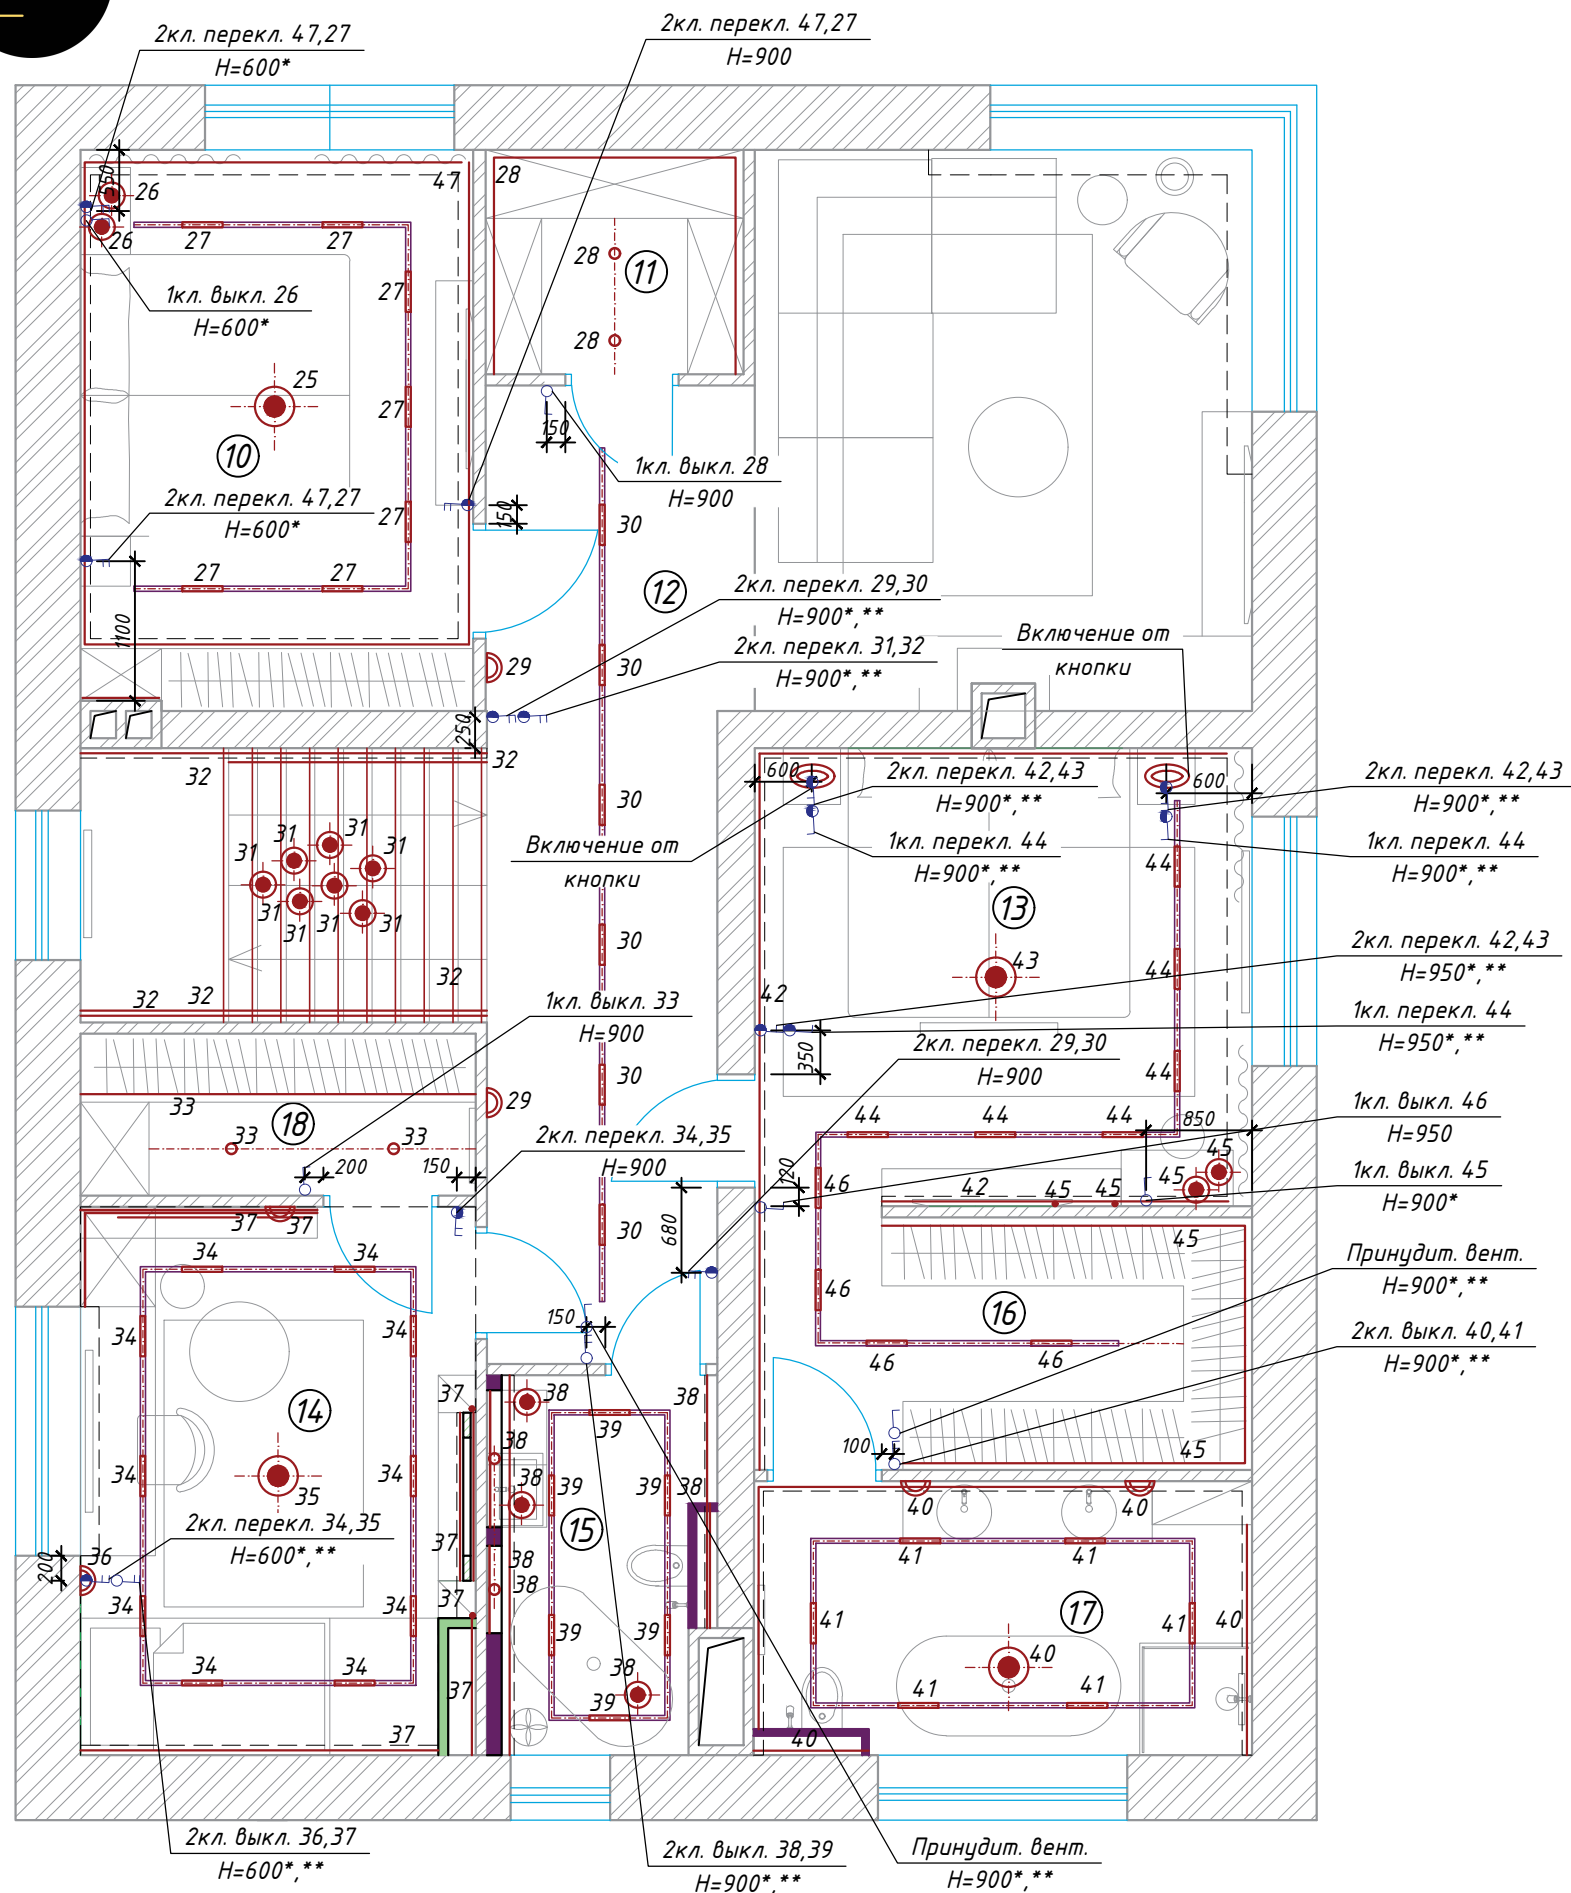 2кл. перекл. 47,27
H=600*
2кл. перекл. 47,27
H=900
550
26
26
47
28
27
27
27
28
11
28
1кл. выкл. 26
H=600*
25
27
10
150
1кл. выкл. 28
H=900
2кл. перекл. 47,27
H=600*
27
150
30
27
27
12
2кл. перекл. 29,30
H=900*,**
1100
29
30
2кл. перекл. 31,32
H=900*,**
Включение от
кнопки
250
32
32
600
2кл. перекл. 42,43
H=900*,**
600
2кл. перекл. 42,43
H=900*,**
30
31
31
31
31
Включение от
кнопки
1кл. перекл. 44
H=900*,**
44
1кл. перекл. 44
H=900*,**
31
31
31
31
13
30
2кл. перекл. 42,43
H=950*,**
32
32
32
43
44
42
1кл. выкл. 33
H=900
1кл. перекл. 44
H=950*,**
350
2кл. перекл. 29,30
H=900
30
44
33
18
29
1кл. выкл. 46
H=950
44
44
44
850
33
33
2кл. перекл. 34,35
H=900
200
150
45
120
46
42
45
45
45
1кл. выкл. 45
H=900*
37
37
30
680
45
Принудит. вент.
H=900*,**
34
34
46
16
34
34
150
46
46
2кл. выкл. 40,41
H=900*,**
14
37
38
38
39
38
100
45
34
34
35
38
39
39
38
40
40
2кл. перекл. 34,35
H=600*,**
15
37
41
41
200
36
38
38
34
34
37
39
39
41
17
41
40
34
34
38
40
37
39
41
41
37
40
2кл. выкл. 36,37
H=600*,**
2кл. выкл. 38,39
H=900*,**
Принудит. вент.
H=900*,**